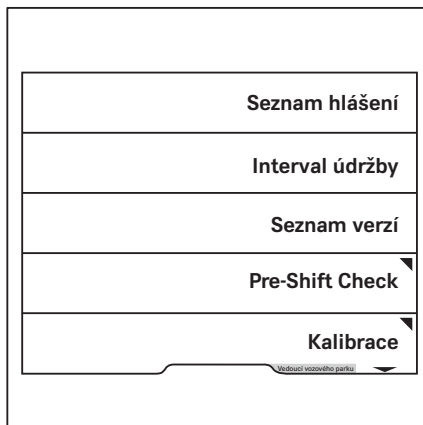 Seznam hlášení
Interval údržby
Seznam verzí
Pre-Shift Check
Kalibrace
Vedoucí vozového parku